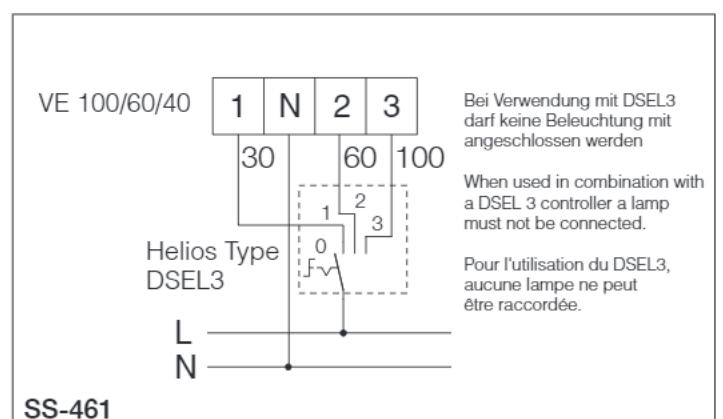 VE 100/60/40
1 N 2 3
30 60 100
Bei Verwendung mit DSEL3
darf keine Beleuchtung mit
angeschlossen werden
When used in combination with
a DSEL 3 controller a lamp
must not be connected.
Pour l'utilisation du DSEL3,
aucune lampe ne peut
être raccordée.
2
1 3
0
Helios Type
DSEL3
L
N
SS-461